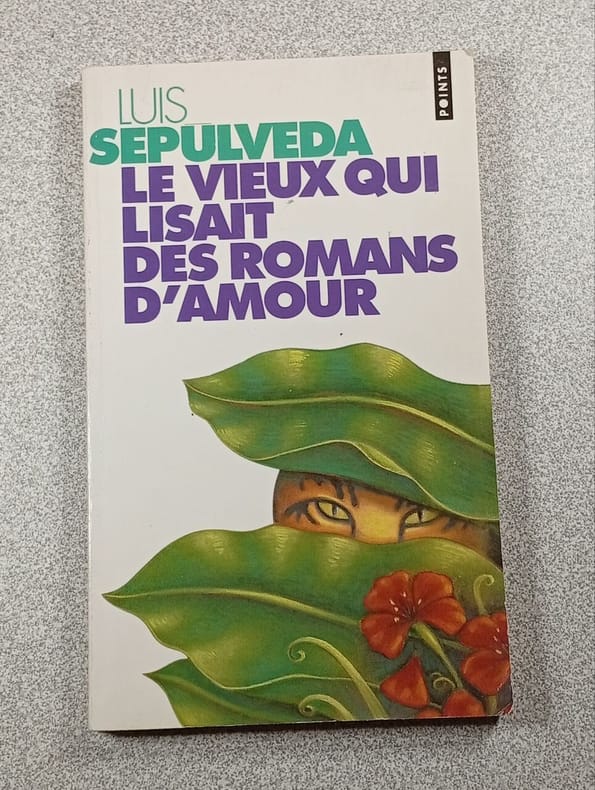 POINTS
LUIS
SEPULVEDA
LE VIEUX QUI
LISAIT
DES ROMANS
D'AMOUR